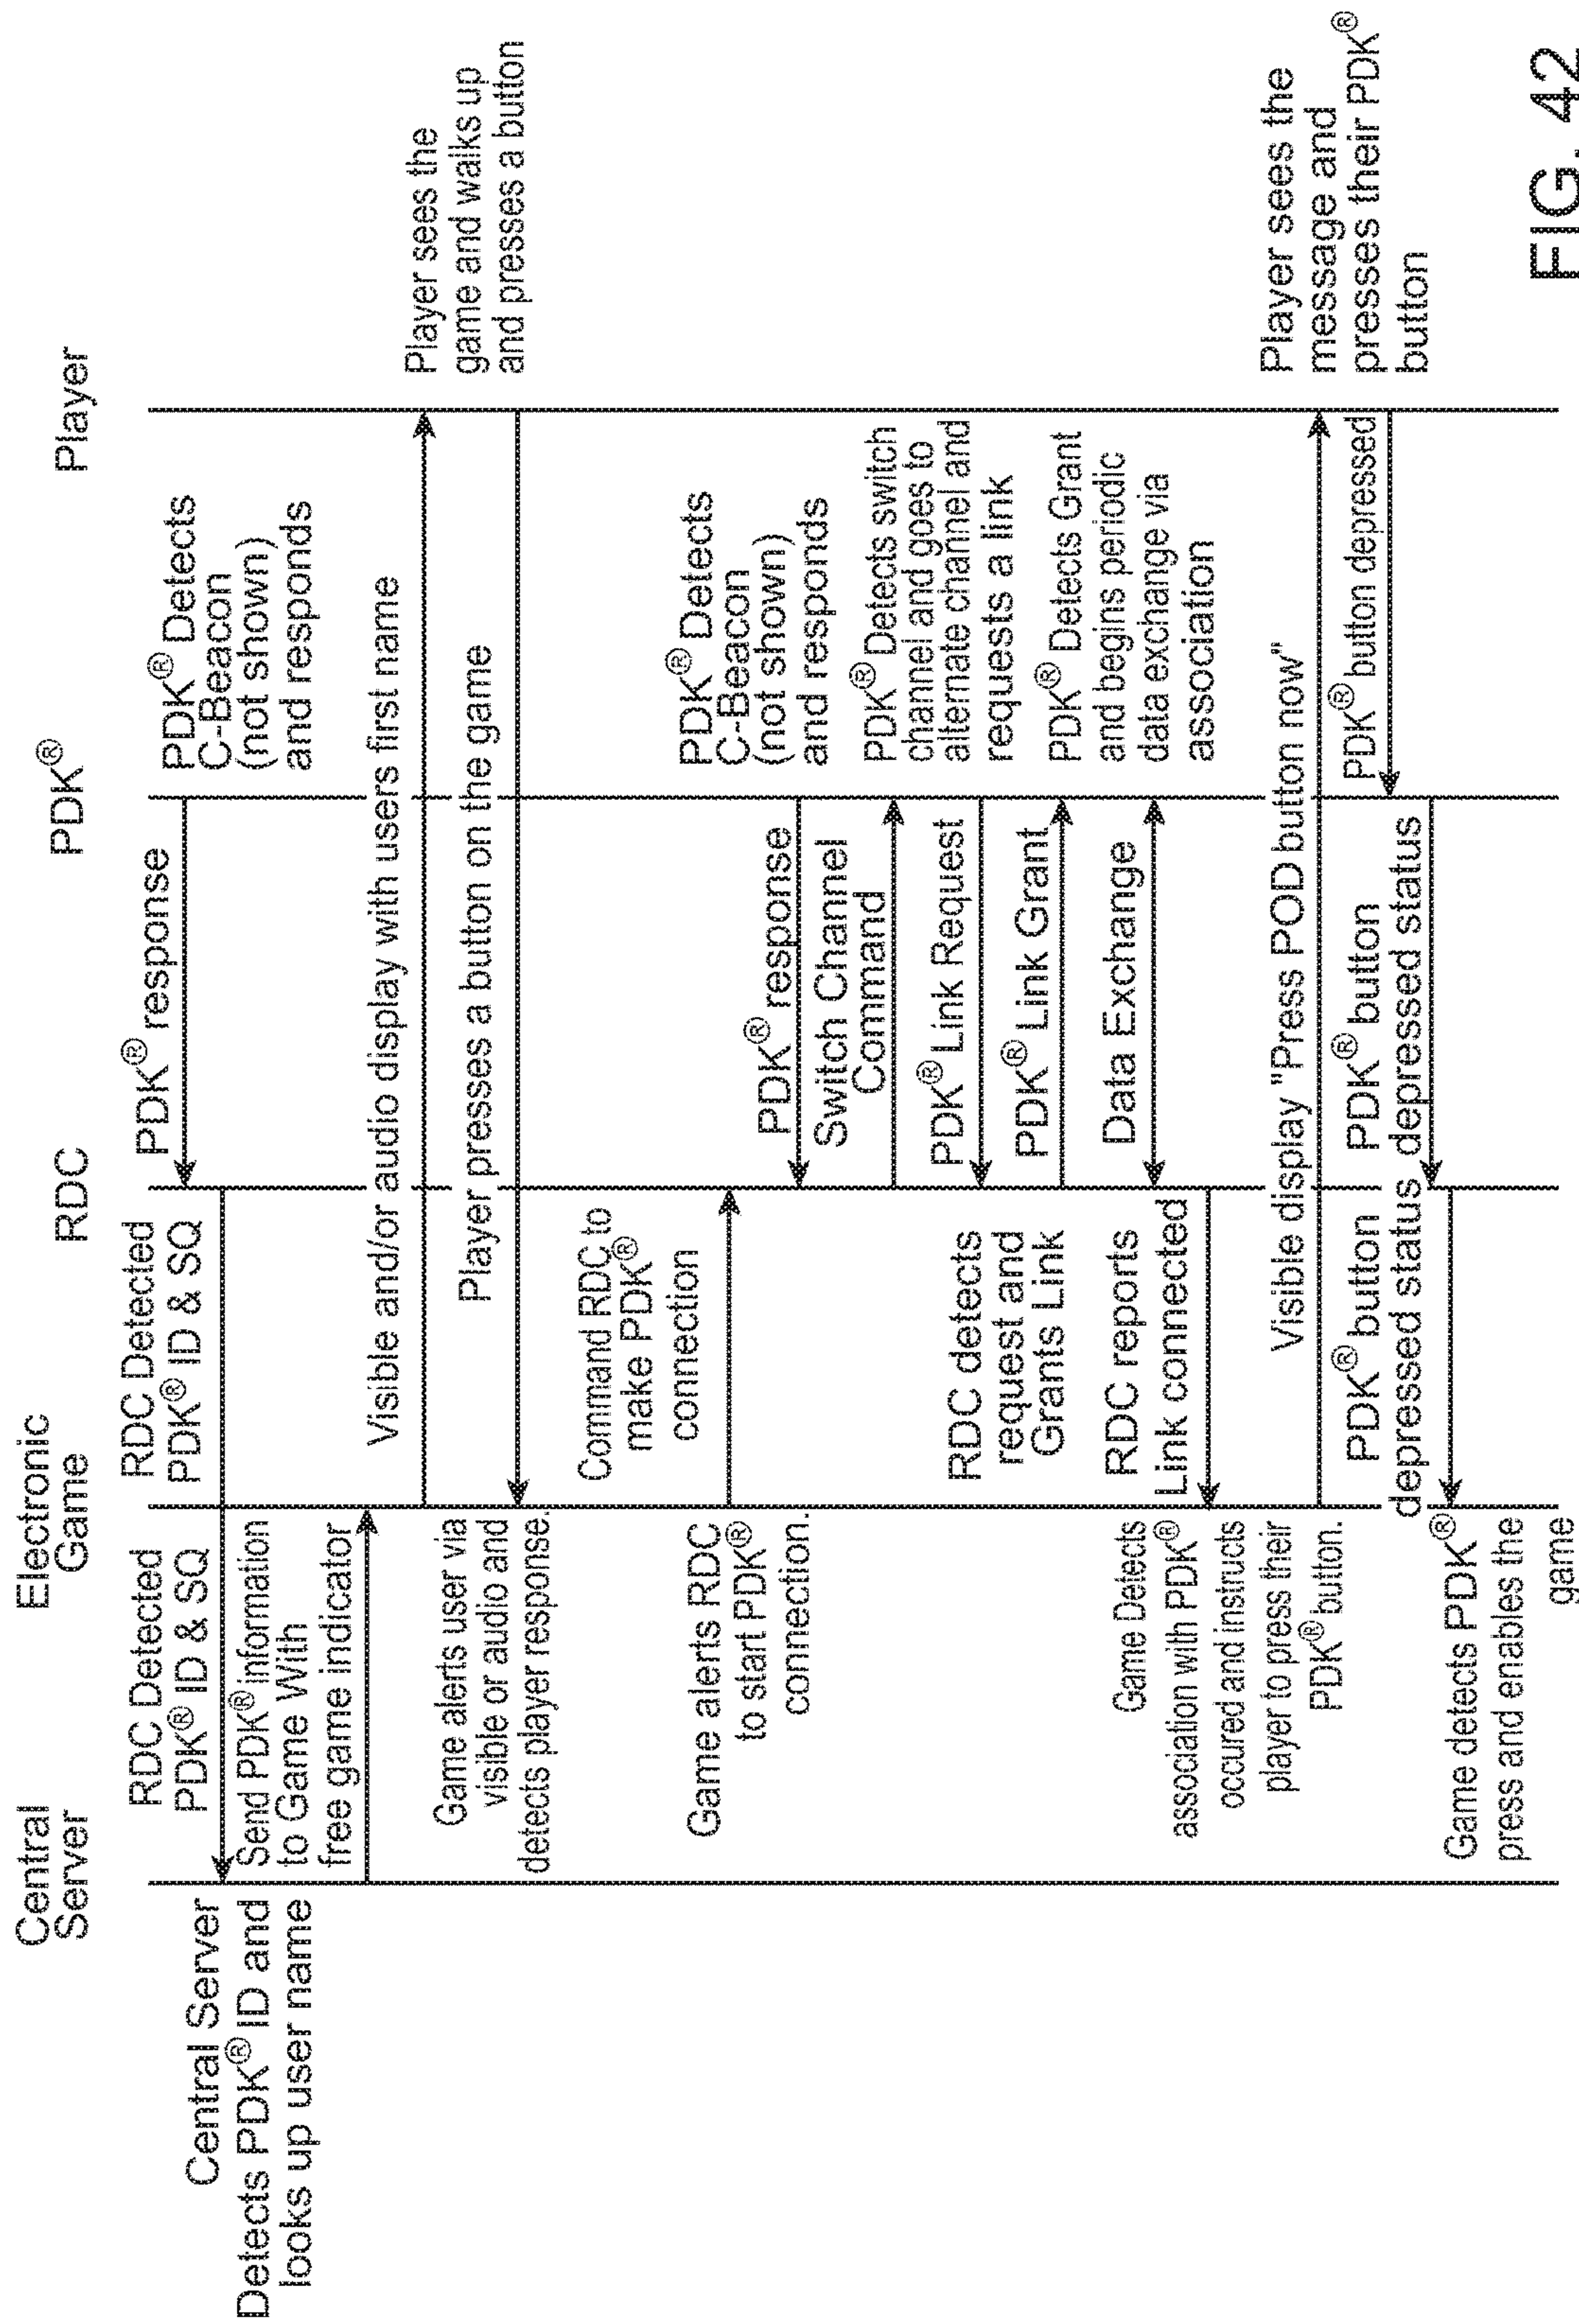 Central
Server
Electronic
Game
RDC
PDK®
Player
Central Server
Detects PDK® ID and
looks up user name
RDC Detected
PDK® ID & SQ
RDC Detected
PDK® ID & SQ
PDK® response
PDK® Detects
C-Beacon
(not shown)
and responds
Send PDK® information
to Game With
free game indicator
Visible and/or audio display with users first name
Player sees the
game and walks up
and presses a button
Game alerts user via
visible or audio and
detects player response.
Player presses a button on the game
Game alerts RDC
to start PDK®
connection.
Command RDC to
make PDK®
connection
PDK® response
PDK® Detects
C-Beacon
(not shown)
and responds
Switch Channel
Command
PDK® Detects switch
channel and goes to
alternate channel and
requests a link
RDC detects
request and
Grants Link
PDK® Link Request
PDK® Link Grant
PDK® Detects Grant
and begins periodic
data exchange via
association
Data Exchange
RDC reports
Link connected
Game Detects
association with PDK®
occured and instructs
player to press their
PDK® button.
Visible display "Press POD button now"
Player sees the
message and
presses their PDK®
button
PDK® button depressed
PDK® button
depressed status
PDK® button
depressed status
Game detects PDK®
press and enables the
game
FIG. 42